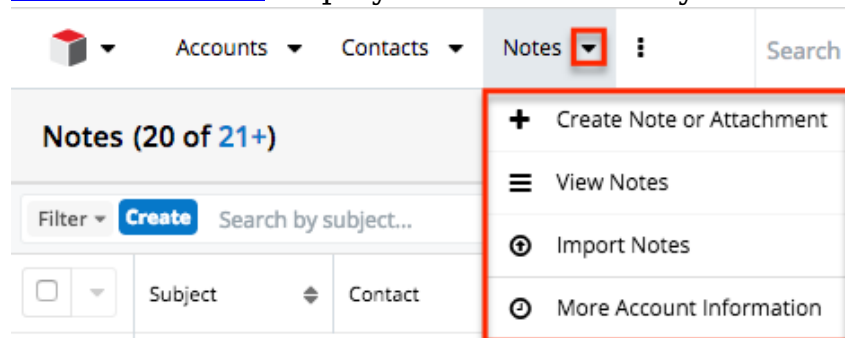 Accounts Contacts Notes Search
Notes (20 of 21+)
Create Note or Attachment
View Notes
Filter Create Search by subject...
Import Notes
Subject Contact
More Account Information